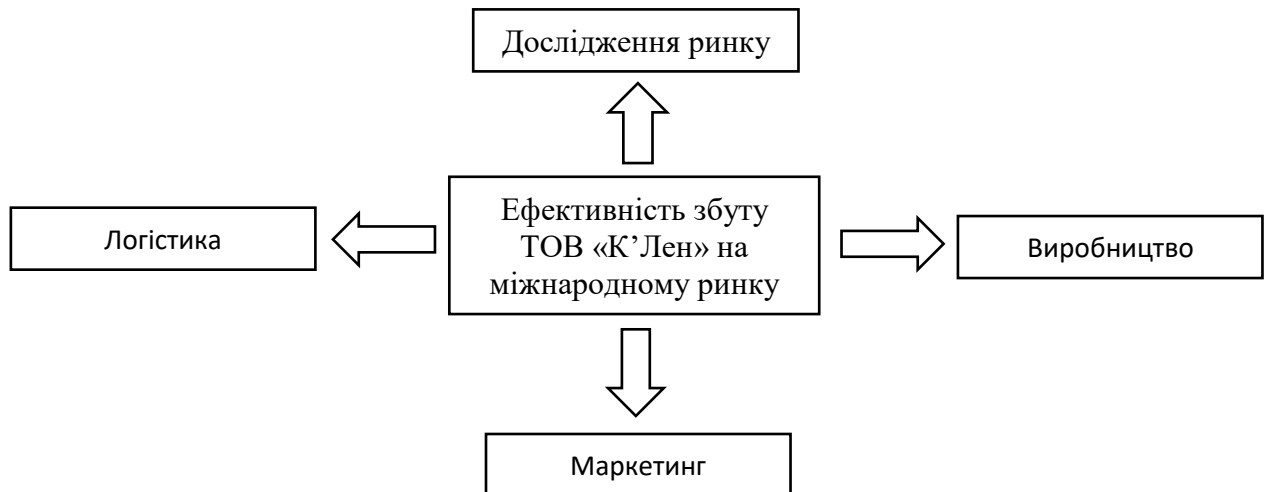 Дослідження ринку
Ефективність збуту
ТОВ «К’Лен» на
міжнародному ринку
Логістика
Виробництво
Маркетинг